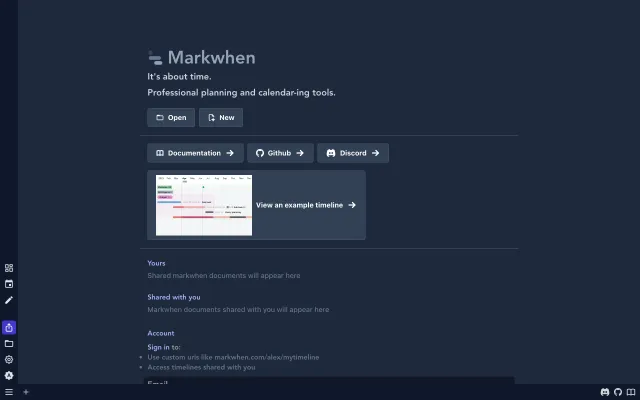 Markwhen
It's about time.
Professional planning and calendar-ing tools.
Open
New
Documentation
Github
Discord
View an example timeline
Yours
Shared markwhen documents will appear here
Shared with you
Markwhen documents shared with you will appear here
Account
Sign in to:
Use custom urls like markwhen.com/alex/mytimeline
Access timelines shared with you
Email